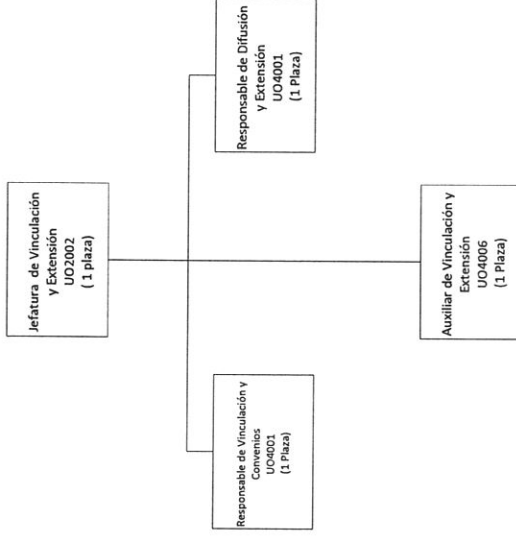 Jefatura de Vinculación
y Extensión
UO2002
( 1 plaza)
Responsable de Vinculación y
Convenios
UO4001
(1 Plaza)
Responsable de Difusión
y Extensión
UO4001
(1 Plaza)
Auxiliar de Vinculación y
Extensión
UO4006
(1 Plaza)